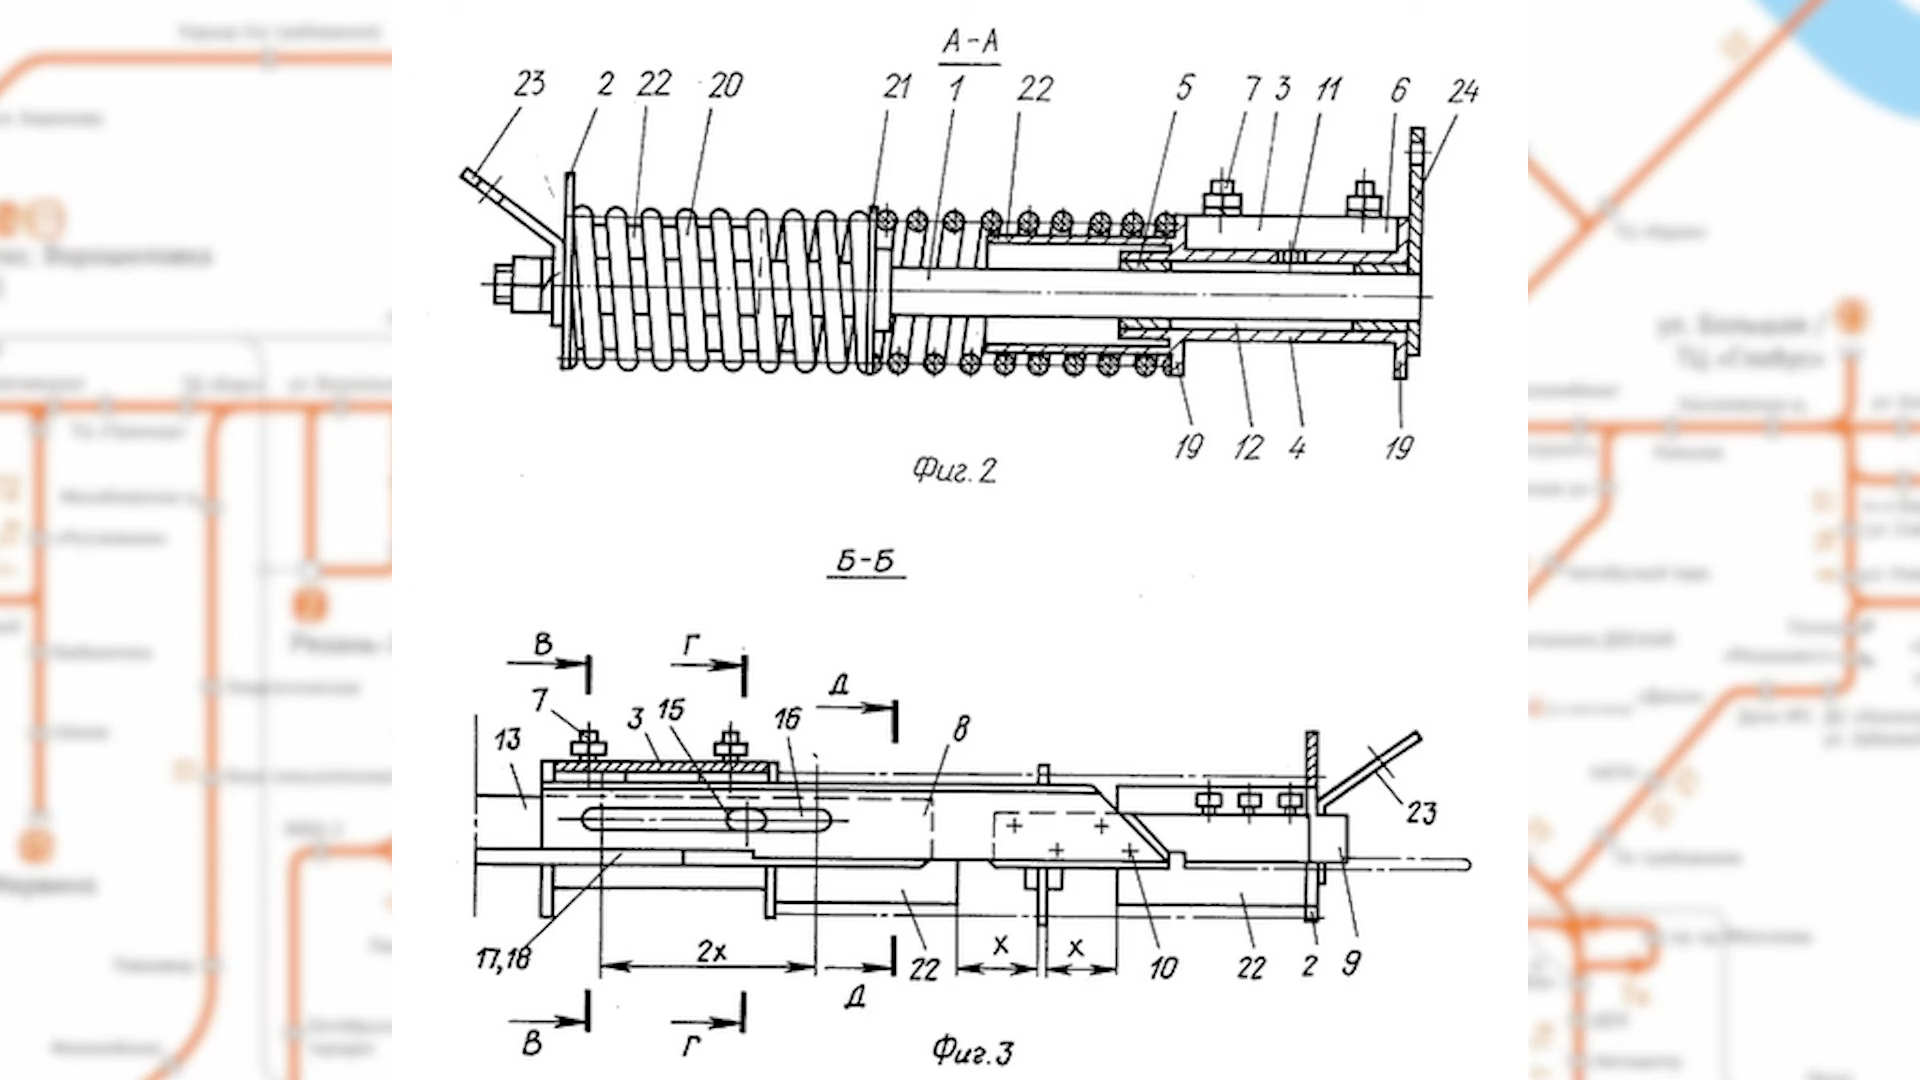 А-А
23 2 22 20 21 1 22 5 7 3 11 6 24
19 12 4 19
Фиг. 2
Б-Б
В Г
Д
7 3 15 16 8
13
23
17,18 2х 22 х х 10 22 2 9
Д
В Г
Фиг.3